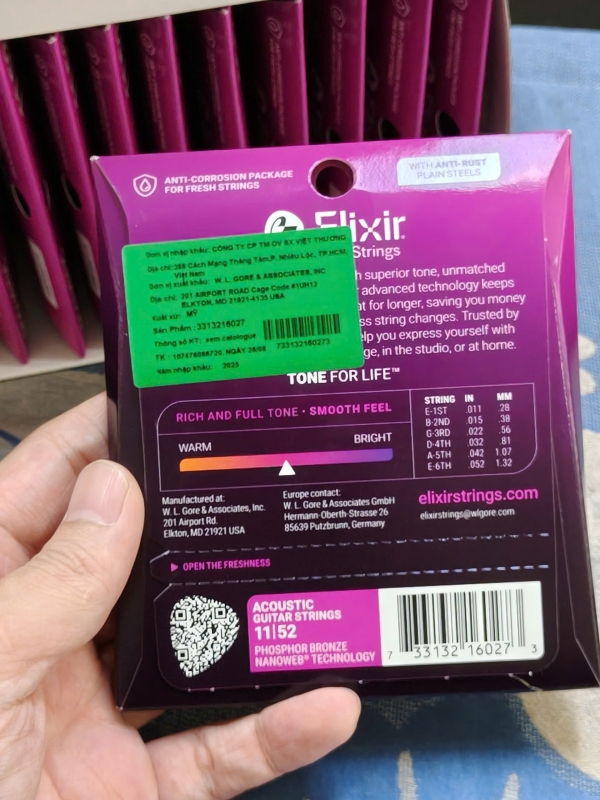 ANTI-CORROSION PACKAGE
FOR FRESH STRINGS
WITH ANTI-RUST
PLAIN STEELS
Elixir
Strings
Đơn vị nhập khẩu: CÔNG TY CP TM DV SX VIỆT THƯƠNG
Địa chỉ: 386 Cách Mạng Tháng Tám,P. Nhiêu Lộc, TP.HCM,
Việt Nam
Đơn vị xuất khẩu: W. L. GORE & ASSOCIATES, INC
Địa chỉ: 201 AIRPORT ROAD Cage Code #1UH12
ELKTON, MD 21921-4135 USA
Xuất xứ: MỸ
Sản Phẩm: 3313216027
Thông số KT: xem catalogue
TK: 107476088720, NGÀY 28/08
733132160273
Năm nhập khẩu: 2025
h superior tone, unmatched
advanced technology keeps
at for longer, saving you money
ss string changes. Trusted by
elp you express yourself with
ge, in the studio, or at home.
TONE FOR LIFE™
RICH AND FULL TONE • SMOOTH FEEL
WARM BRIGHT
STRING IN MM
E-1ST .011 .28
B-2ND .015 .38
G-3RD .022 .56
D-4TH .032 .81
A-5TH .042 1.07
E-6TH .052 1.32
Manufactured at:
W. L. Gore & Associates, Inc.
201 Airport Rd.
Elkton, MD 21921 USA
Europe contact:
W. L. Gore & Associates GmbH
Hermann-Oberth-Strasse 26
85639 Putzbrunn, Germany
elixirstrings.com
elixirstrings@wlgore.com
OPEN THE FRESHNESS
ACOUSTIC
GUITAR STRINGS
11|52
PHOSPHOR BRONZE
NANOWEB® TECHNOLOGY
7 33132 16027 3